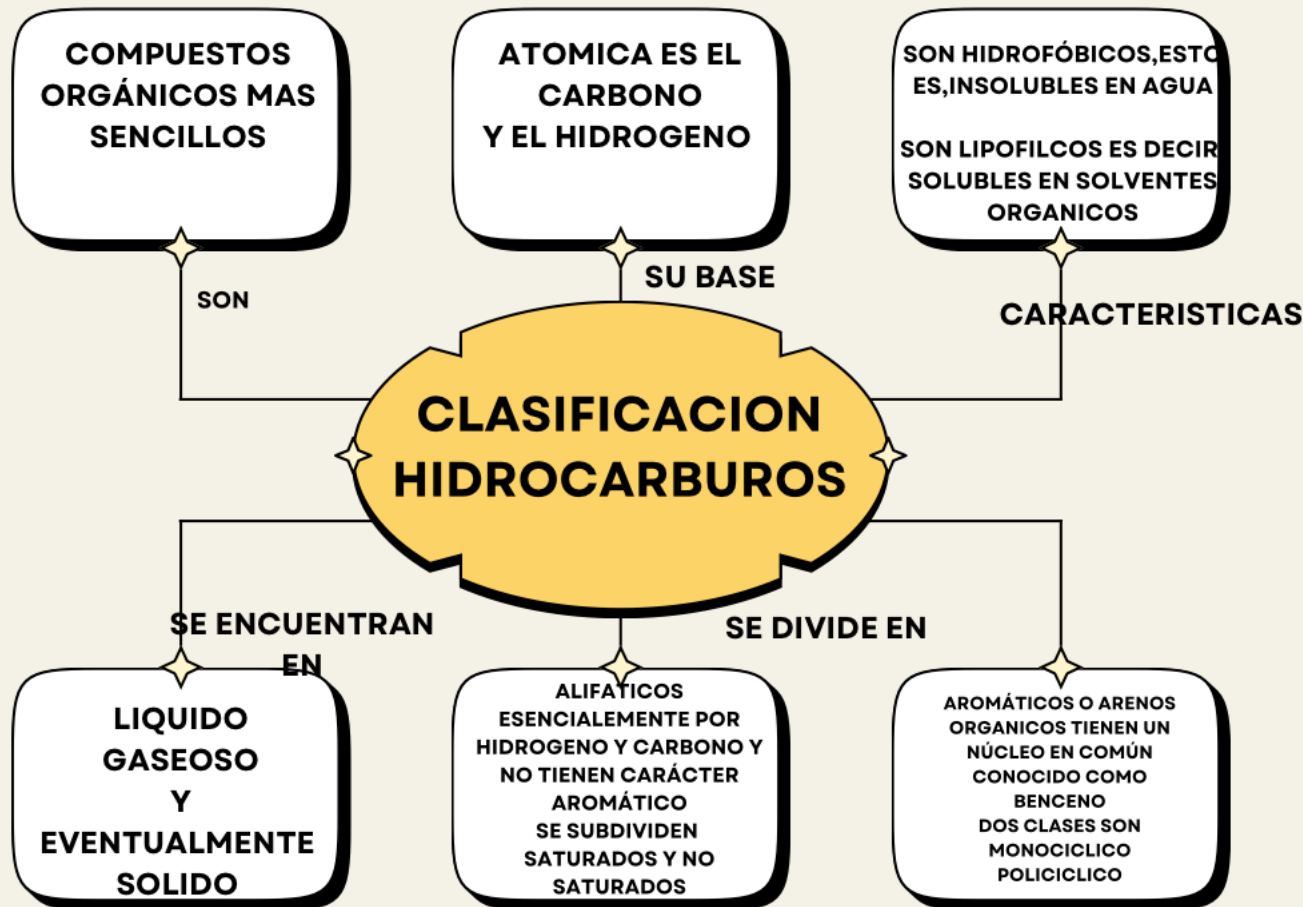 COMPUESTOS
ORGÁNICOS MAS
SENCILLOS
ATOMICA ES EL
CARBONO
Y EL HIDROGENO
SON HIDROFÓBICOS,ESTO
ES,INSOLUBLES EN AGUA
SON LIPOFILCOS ES DECIR
SOLUBLES EN SOLVENTES
ORGANICOS
SON
SU BASE
CARACTERISTICAS
CLASIFICACION
HIDROCARBUROS
SE ENCUENTRAN
EN
SE DIVIDE EN
LIQUIDO
GASEOSO
Y
EVENTUALMENTE
SOLIDO
ALIFATICOS
ESENCIALEMENTE POR
HIDROGENO Y CARBONO Y
NO TIENEN CARÁCTER
AROMÁTICO
SE SUBDIVIDEN
SATURADOS Y NO
SATURADOS
AROMÁTICOS O ARENOS
ORGANICOS TIENEN UN
NÚCLEO EN COMÚN
CONOCIDO COMO
BENCENO
DOS CLASES SON
MONOCICLICO
POLICICLICO